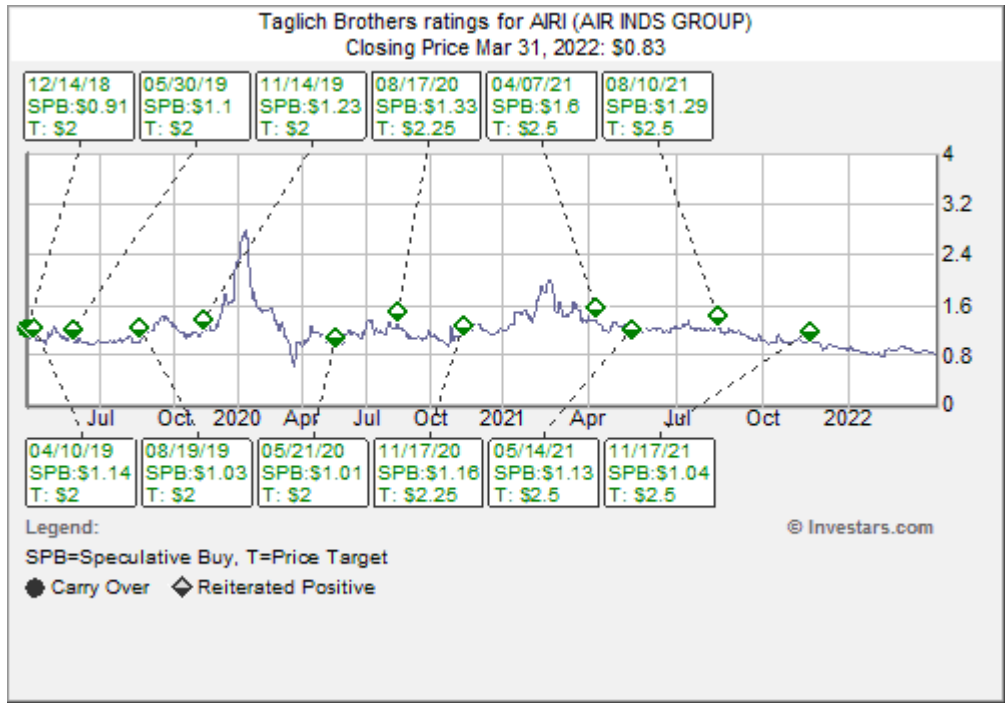 Taglich Brothers ratings for AIRI (AIR INDS GROUP)
Closing Price Mar 31, 2022: $0.83
12/14/18
SPB:$0.91
T: $2
05/30/19
SPB:$1.1
T: $2
11/14/19
SPB:$1.23
T: $2
08/17/20
SPB:$1.33
T: $2.25
04/07/21
SPB:$1.6
T: $2.5
08/10/21
SPB:$1.29
T: $2.5
4
3.2
2.4
1.6
0.8
0
Jul
Oct
2020
Apr
Jul
Oct
2021
Apr
Jul
Oct
2022
04/10/19
SPB:$1.14
T: $2
08/19/19
SPB:$1.03
T: $2
05/21/20
SPB:$1.01
T: $2
11/17/20
SPB:$1.16
T: $2.25
05/14/21
SPB:$1.13
T: $2.5
11/17/21
SPB:$1.04
T: $2.5
Legend:
© Investars.com
SPB=Speculative Buy, T=Price Target
Carry Over
Reiterated Positive